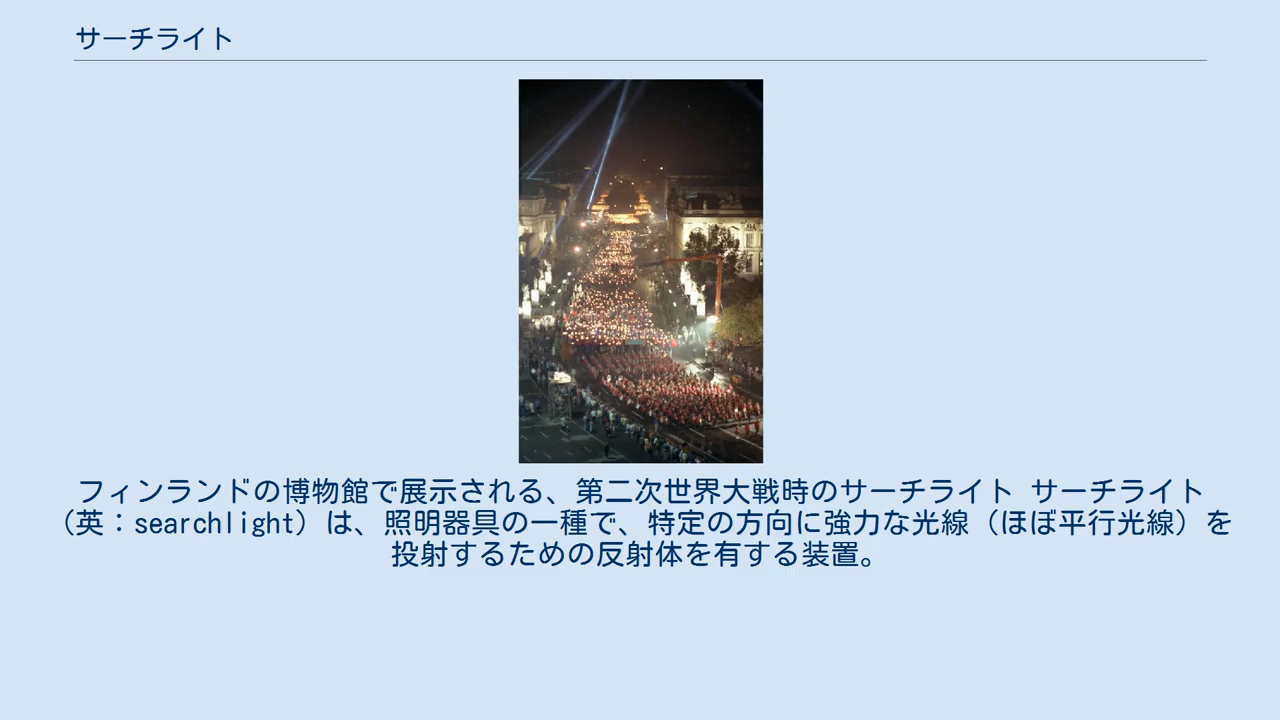 サーチライト
フィンランドの博物館で展示される、第二次世界大戦時のサーチライト サーチライト
（英：searchlight）は、照明器具の一種で、特定の方向に強力な光線（ほぼ平行光線）を
投射するための反射体を有する装置。